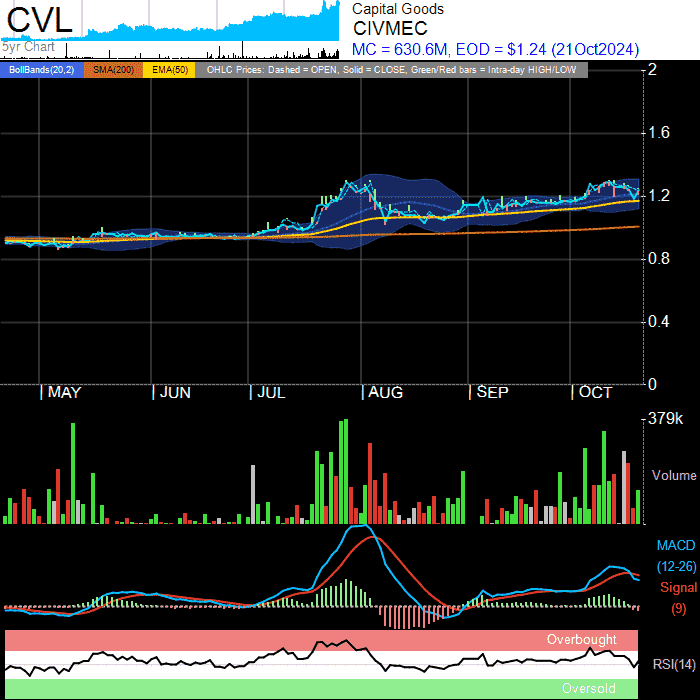 CVL
Capital Goods
CIVMEC
5yr Chart
MC = 630.6M, EOD = $1.24 (21Oct2024)
BollBands(20,2) SMA(200) EMA(50) OHLC Prices: Dashed = OPEN, Solid = CLOSE, Green/Red bars = Intra-day HIGH/LOW
2
1.6
1.2
0.8
0.4
0
| MAY | JUN | JUL | AUG | SEP | OCT
379k
Volume
MACD
(12-26)
Signal
(9)
Overbought
RSI(14)
Oversold